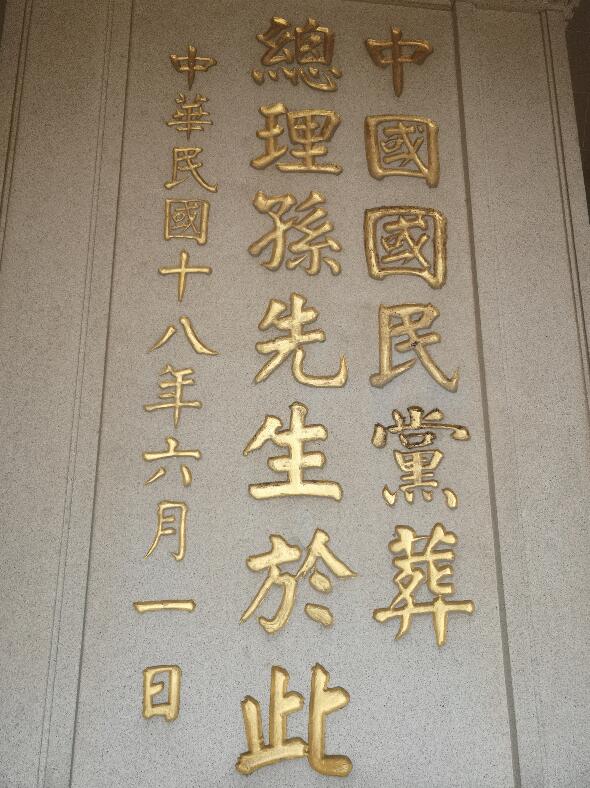 中國國民黨葬
總理孫先生於此
中華民國十八年六月一日